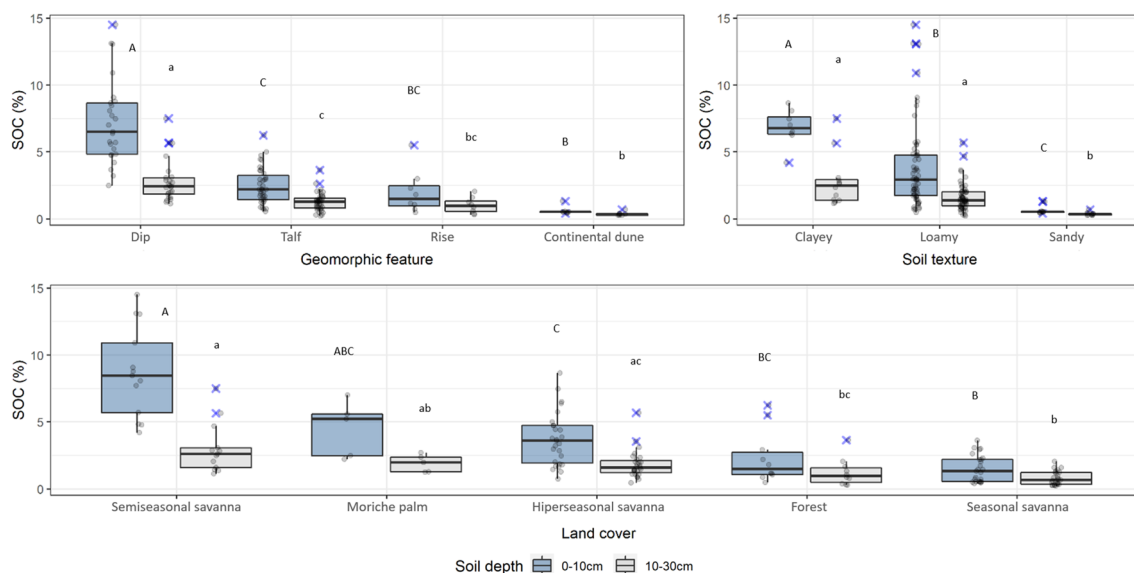 15
10
5
0
SOC (%)
A
a
C
c
BC
bc
B
b
Dip
Talf
Rise
Continental dune
Geomorphic feature
15
10
5
0
SOC (%)
A
a
B
a
C
b
Clayey
Loamy
Sandy
Soil texture
15
10
5
0
SOC (%)
A
a
ABC
ab
C
ac
BC
bc
B
b
Semiseasonal savanna
Moriche palm
Hiperseasonal savanna
Forest
Seasonal savanna
Land cover
Soil depth 0-10cm 10-30cm